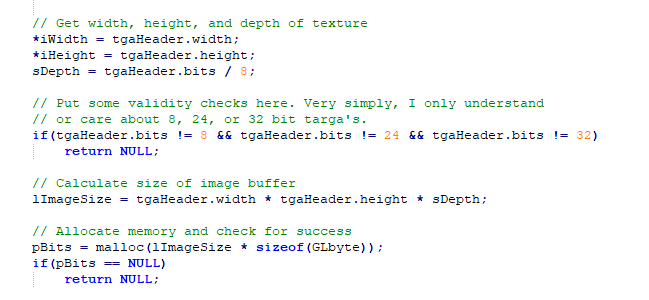 // Get width, height, and depth of texture
*iWidth = tgaHeader.width;
*iHeight = tgaHeader.height;
sDepth = tgaHeader.bits / 8;
// Put some validity checks here. Very simply, I only understand
// or care about 8, 24, or 32 bit targa's.
if(tgaHeader.bits != 8 && tgaHeader.bits != 24 && tgaHeader.bits != 32)
return NULL;
// Calculate size of image buffer
lImageSize = tgaHeader.width * tgaHeader.height * sDepth;
// Allocate memory and check for success
pBits = malloc(lImageSize * sizeof(GLbyte));
if(pBits == NULL)
return NULL;